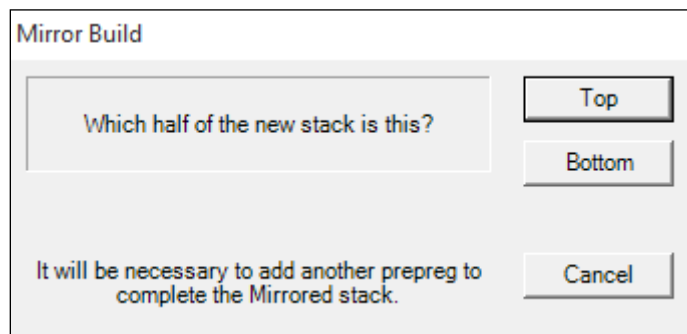 Mirror Build
Which half of the new stack is this?
Top
Bottom
It will be necessary to add another prepreg to
complete the Mirrored stack.
Cancel